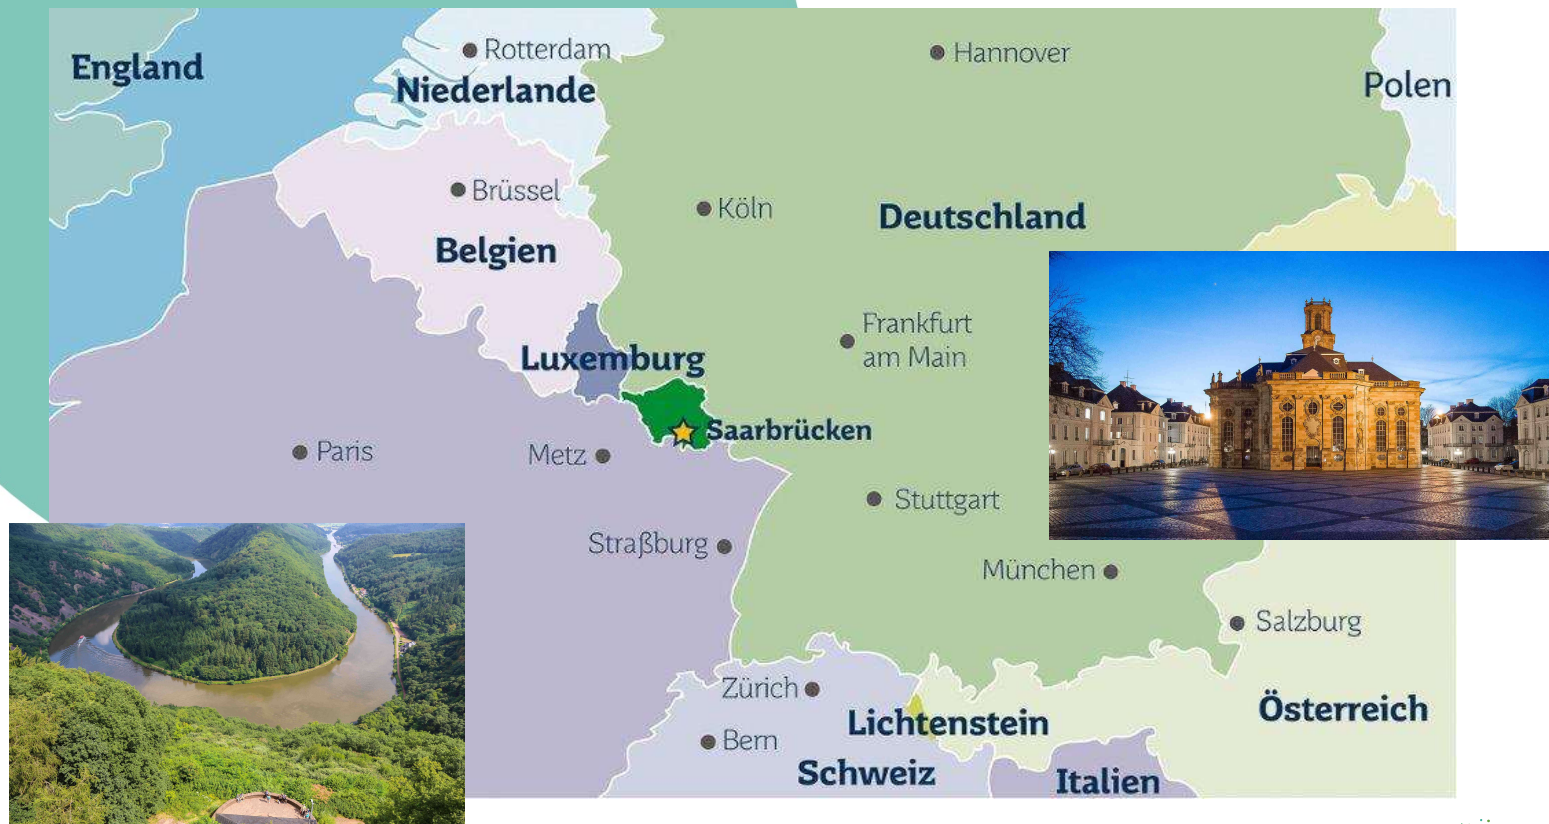 England
Rotterdam
Niederlande
Hannover
Polen
Brüssel
Belgien
Köln
Deutschland
Frankfurt
am Main
Luxemburg
Saarbrücken
Paris
Metz
Stuttgart
Straßburg
München
Salzburg
Zürich
Lichtenstein
Österreich
Bern
Schweiz
Italien